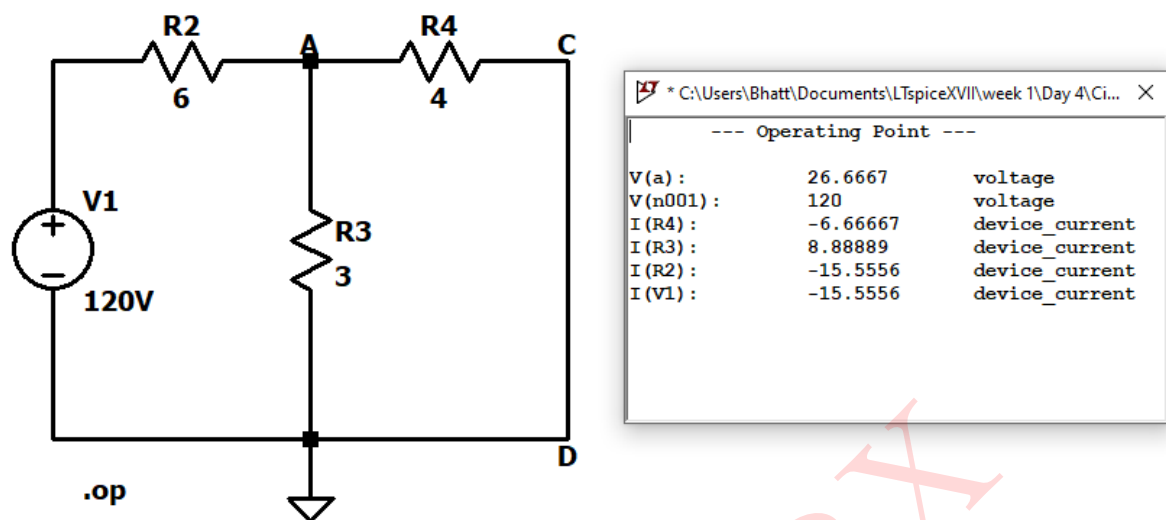 R2
A
R4
C
6
4
V1
R3
3
120V
D
.op
* C:\Users\Bhatt\Documents\LTspiceXVII\week 1\Day 4\Ci...
--- Operating Point ---
V(a): 26.6667 voltage
V(n001): 120 voltage
I(R4): -6.66667 device_current
I(R3): 8.88889 device_current
I(R2): -15.5556 device_current
I(V1): -15.5556 device_current
X